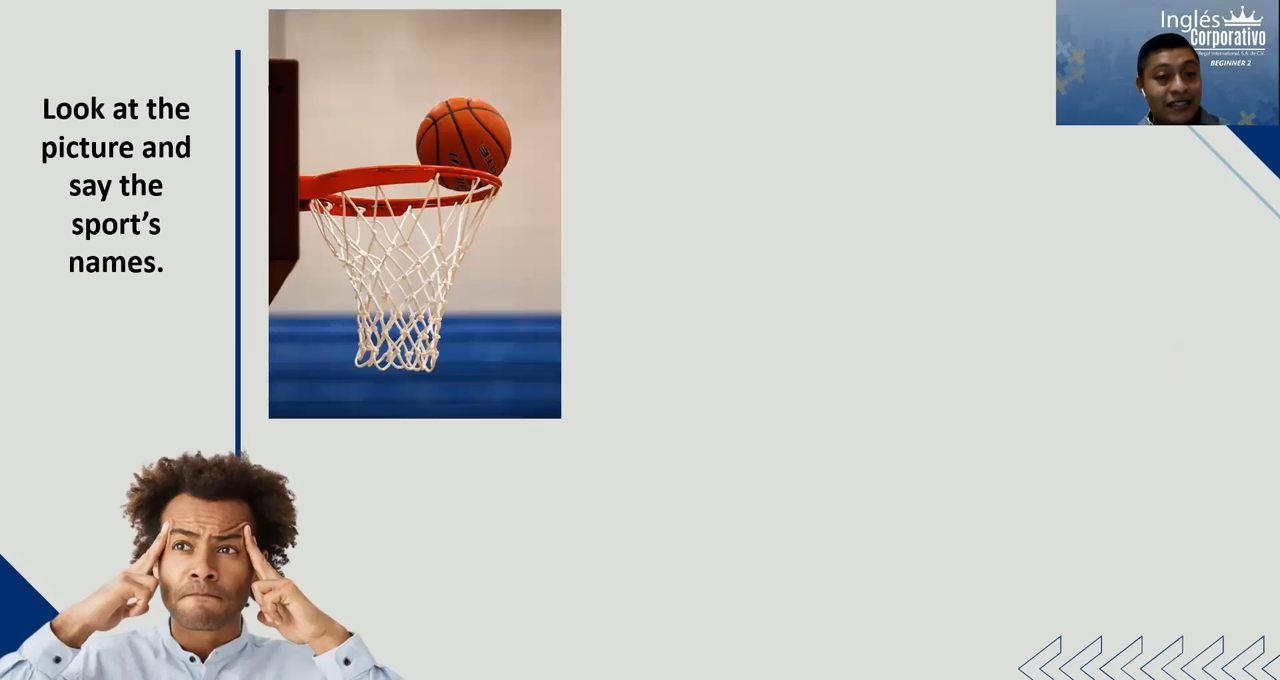 Look at the
picture and
say the
sport’s
names.
Inglés
Corporativo
BEGINNER 2